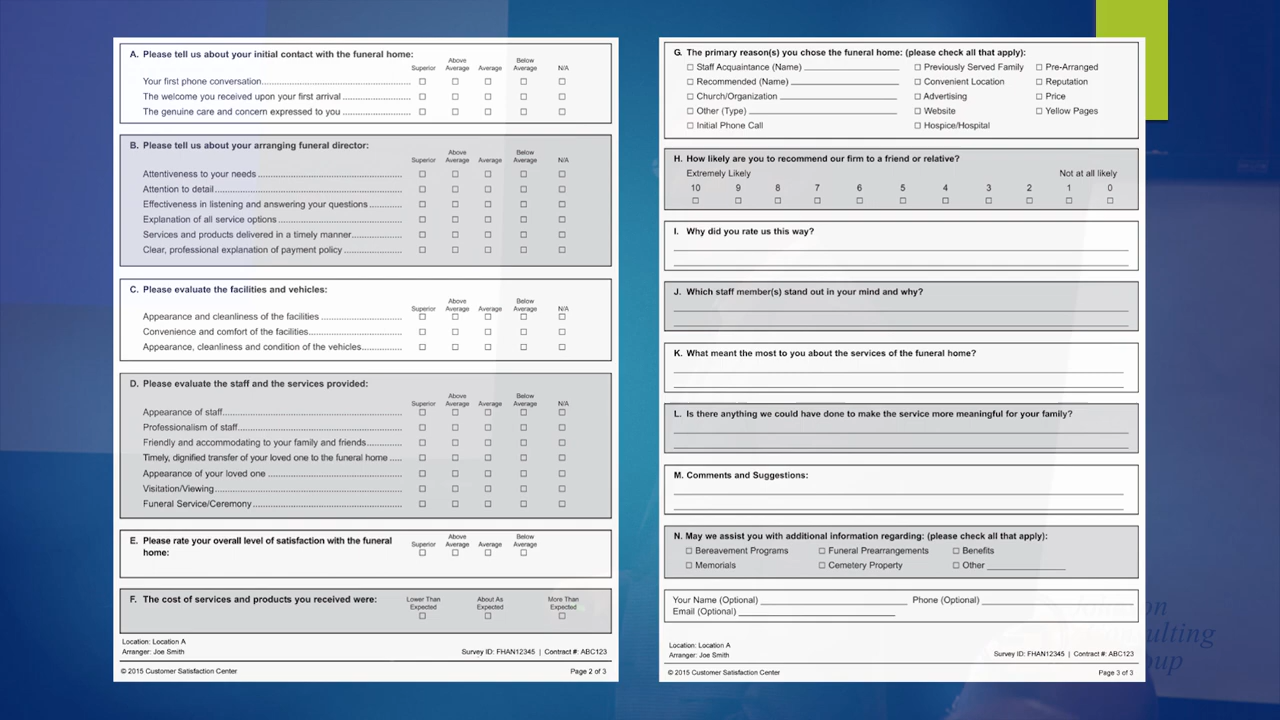 A. Please tell us about your initial contact with the funeral home:
Superior Above Average Average Below Average N/A
Your first phone conversation
The welcome you received upon your first arrival
The genuine care and concern expressed to you
B. Please tell us about your arranging funeral director:
Superior Above Average Average Below Average N/A
Attentiveness to your needs
Attention to detail
Effectiveness in listening and answering your questions
Explanation of all service options
Services and products delivered in a timely manner
Clear, professional explanation of payment policy
C. Please evaluate the facilities and vehicles:
Superior Above Average Average Below Average N/A
Appearance and cleanliness of the facilities
Convenience and comfort of the facilities
Appearance, cleanliness and condition of the vehicles
D. Please evaluate the staff and the services provided:
Superior Above Average Average Below Average N/A
Appearance of staff
Professionalism of staff
Friendly and accommodating to your family and friends
Timely, dignified transfer of your loved one to the funeral home
Appearance of your loved one
Visitation/Viewing
Funeral Service/Ceremony
E. Please rate your overall level of satisfaction with the funeral
home:
Superior Above Average Average Below Average
F. The cost of services and products you received were:
Lower Than Expected About As Expected More Than Expected
Location: Location A
Arranger: Joe Smith Survey ID: FHAN12345 | Contract #: ABC123
© 2015 Customer Satisfaction Center Page 2 of 3
G. The primary reason(s) you chose the funeral home: (please check all that apply):
Staff Acquaintance (Name) Previously Served Family Pre-Arranged
Recommended (Name) Convenient Location Reputation
Church/Organization Advertising Price
Other (Type) Website Yellow Pages
Initial Phone Call Hospice/Hospital
H. How likely are you to recommend our firm to a friend or relative?
Extremely Likely Not at all likely
10 9 8 7 6 5 4 3 2 1 0
I. Why did you rate us this way?
J. Which staff member(s) stand out in your mind and why?
K. What meant the most to you about the services of the funeral home?
L. Is there anything we could have done to make the service more meaningful for your family?
M. Comments and Suggestions:
N. May we assist you with additional information regarding: (please check all that apply):
Bereavement Programs Funeral Prearrangements Benefits
Memorials Cemetery Property Other
Your Name (Optional) Phone (Optional)
Email (Optional)
Location: Location A
Arranger: Joe Smith Survey ID: FHAN12345 | Contract #: ABC123
© 2015 Customer Satisfaction Center Page 3 of 3
Johnson
Consulting
Group